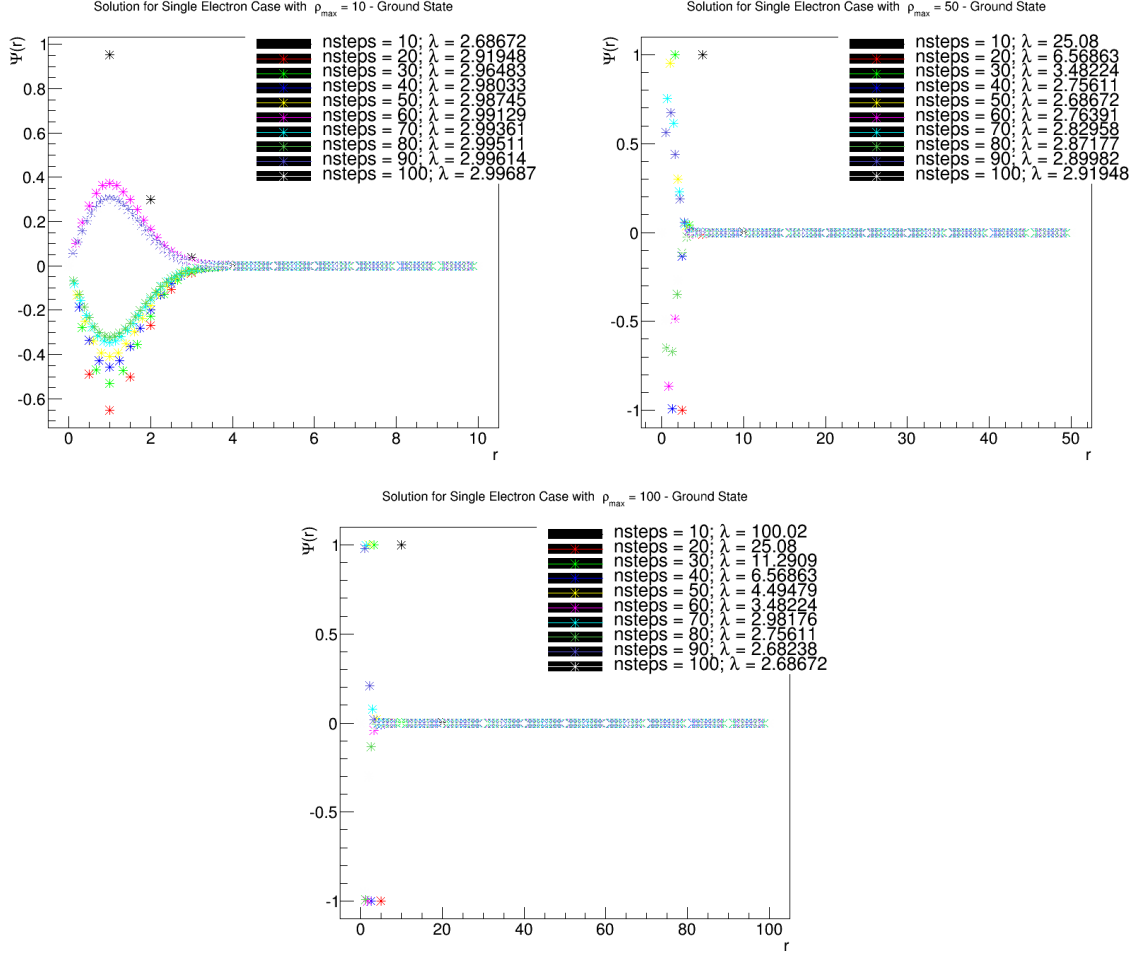 Solution for Single Electron Case with ρmax = 10 - Ground State
Ψ(r)
nsteps = 10; λ = 2.68672
nsteps = 20; λ = 2.91948
nsteps = 30; λ = 2.96483
nsteps = 40; λ = 2.98033
nsteps = 50; λ = 2.98745
nsteps = 60; λ = 2.99129
nsteps = 70; λ = 2.99361
nsteps = 80; λ = 2.99511
nsteps = 90; λ = 2.99614
nsteps = 100; λ = 2.99687
1
0.8
0.6
0.4
0.2
0
-0.2
-0.4
-0.6
0 2 4 6 8 10
r
Solution for Single Electron Case with ρmax = 50 - Ground State
Ψ(r)
nsteps = 10; λ = 25.08
nsteps = 20; λ = 6.56863
nsteps = 30; λ = 3.48224
nsteps = 40; λ = 2.75611
nsteps = 50; λ = 2.68672
nsteps = 60; λ = 2.76391
nsteps = 70; λ = 2.82958
nsteps = 80; λ = 2.87177
nsteps = 90; λ = 2.89982
nsteps = 100; λ = 2.91948
1
0.5
0
-0.5
-1
0 10 20 30 40 50
r
Solution for Single Electron Case with ρmax = 100 - Ground State
Ψ(r)
nsteps = 10; λ = 100.02
nsteps = 20; λ = 25.08
nsteps = 30; λ = 11.2909
nsteps = 40; λ = 6.56863
nsteps = 50; λ = 4.49479
nsteps = 60; λ = 3.48224
nsteps = 70; λ = 2.98176
nsteps = 80; λ = 2.75611
nsteps = 90; λ = 2.68238
nsteps = 100; λ = 2.68672
1
0.5
0
-0.5
-1
0 20 40 60 80 100
r